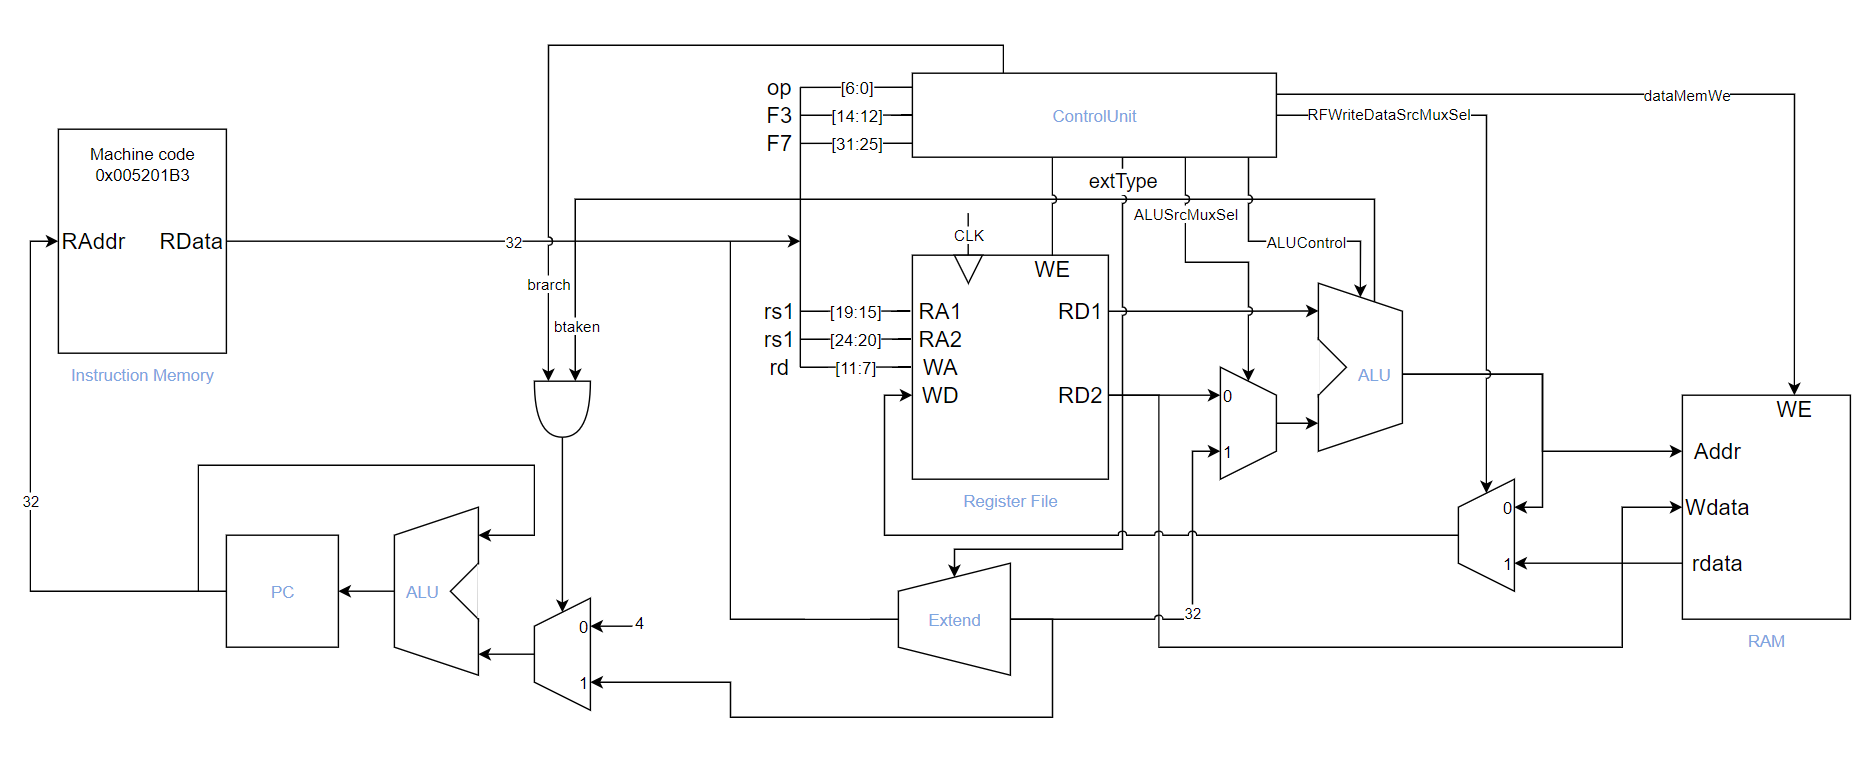 op
[6:0]
F3
[14:12]
F7
[31:25]
ControlUnit
dataMemWe
RFWriteDataSrcMuxSel
Machine code
0x005201B3
RAddr
RData
Instruction Memory
32
extType
ALUSrcMuxSel
ALUControl
CLK
WE
brarch
btaken
rs1
[19:15]
RA1
RD1
rs1
[24:20]
RA2
rd
[11:7]
WA
WD
RD2
Register File
0
1
ALU
WE
Addr
Wdata
rdata
RAM
0
1
32
PC
ALU
0
4
1
Extend
32